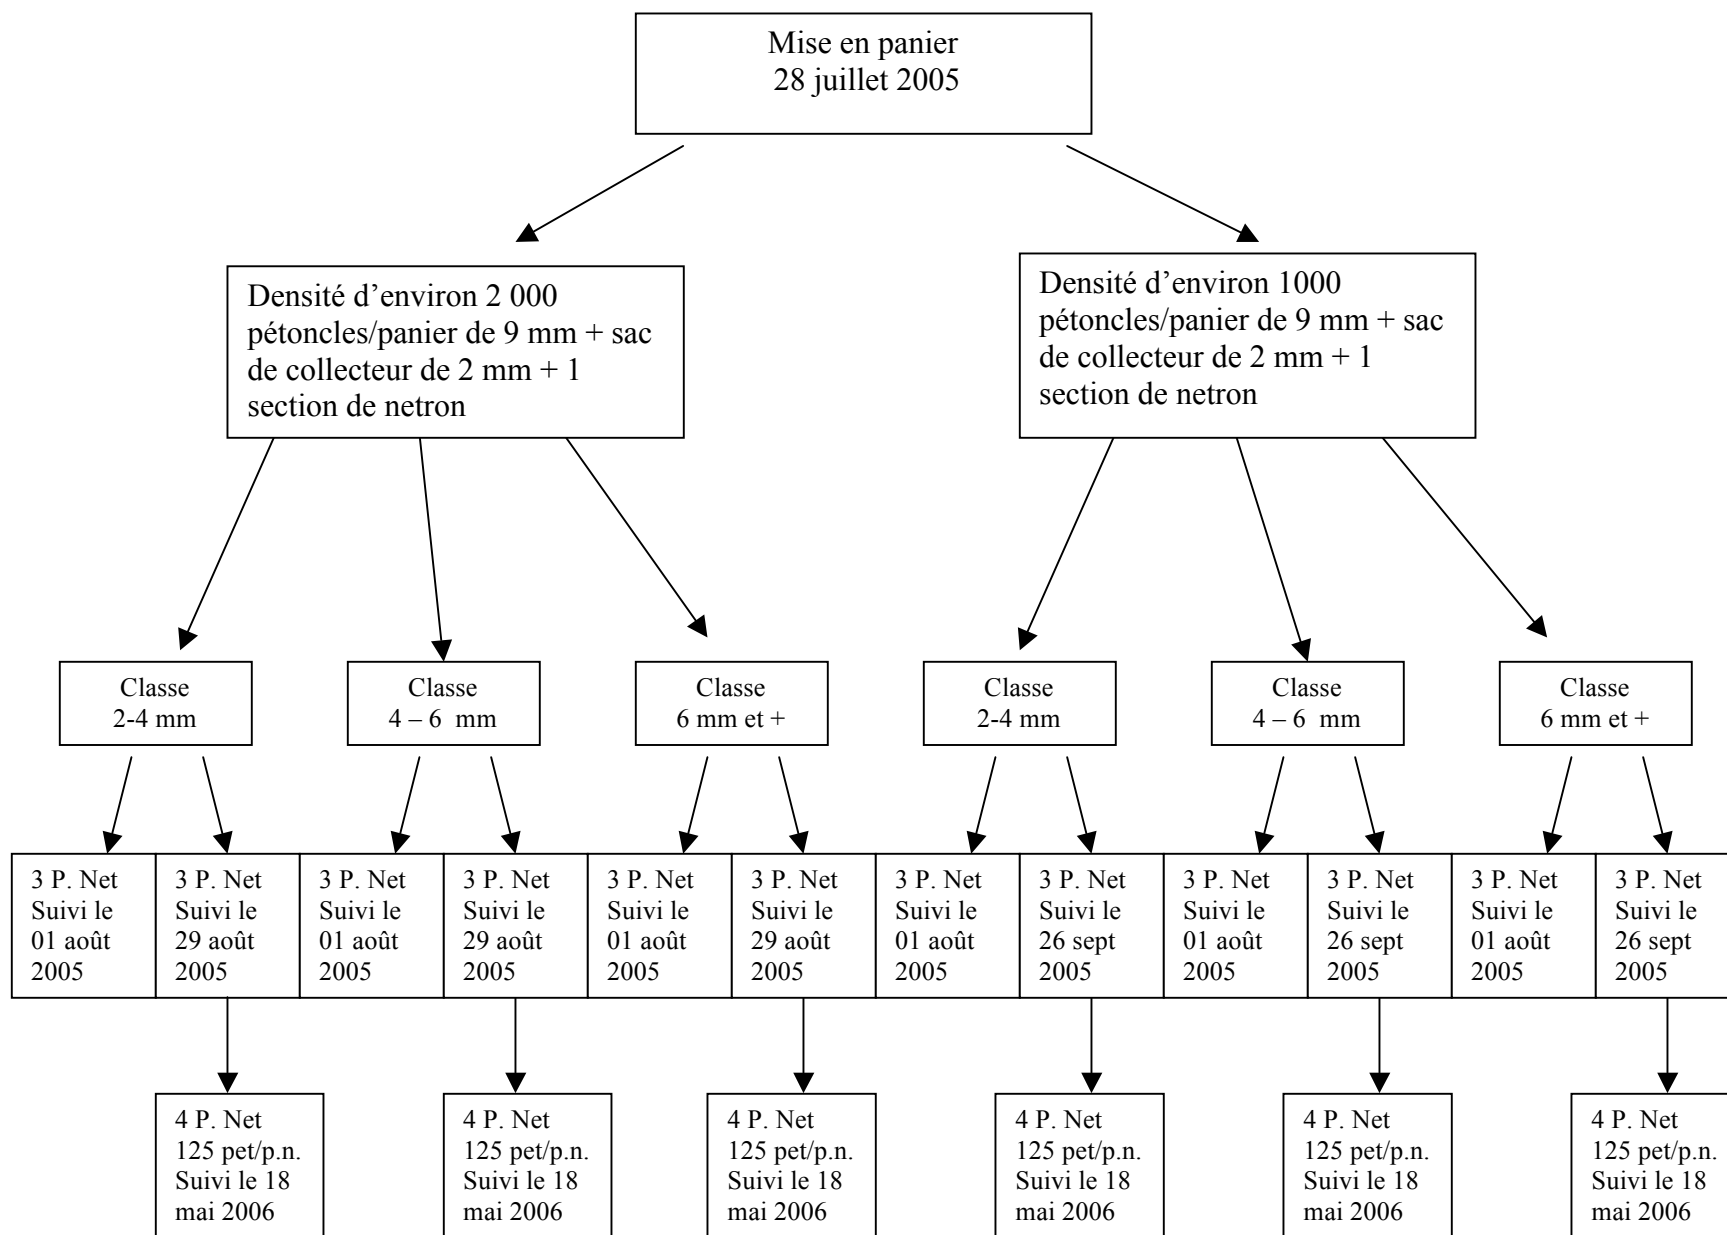 Mise en panier
28 juillet 2005
Densité d’environ 2 000
pétoncles/panier de 9 mm + sac
de collecteur de 2 mm + 1
section de netron
Densité d’environ 1000
pétoncles/panier de 9 mm + sac
de collecteur de 2 mm + 1
section de netron
Classe
2-4 mm
Classe
4 – 6 mm
Classe
6 mm et +
Classe
2-4 mm
Classe
4 – 6 mm
Classe
6 mm et +
3 P. Net
Suivi le
01 août
2005
3 P. Net
Suivi le
29 août
2005
3 P. Net
Suivi le
01 août
2005
3 P. Net
Suivi le
29 août
2005
3 P. Net
Suivi le
01 août
2005
3 P. Net
Suivi le
29 août
2005
3 P. Net
Suivi le
01 août
2005
3 P. Net
Suivi le
26 sept
2005
3 P. Net
Suivi le
01 août
2005
3 P. Net
Suivi le
26 sept
2005
3 P. Net
Suivi le
01 août
2005
3 P. Net
Suivi le
26 sept
2005
4 P. Net
125 pet/p.n.
Suivi le 18
mai 2006
4 P. Net
125 pet/p.n.
Suivi le 18
mai 2006
4 P. Net
125 pet/p.n.
Suivi le 18
mai 2006
4 P. Net
125 pet/p.n.
Suivi le 18
mai 2006
4 P. Net
125 pet/p.n.
Suivi le 18
mai 2006
4 P. Net
125 pet/p.n.
Suivi le 18
mai 2006